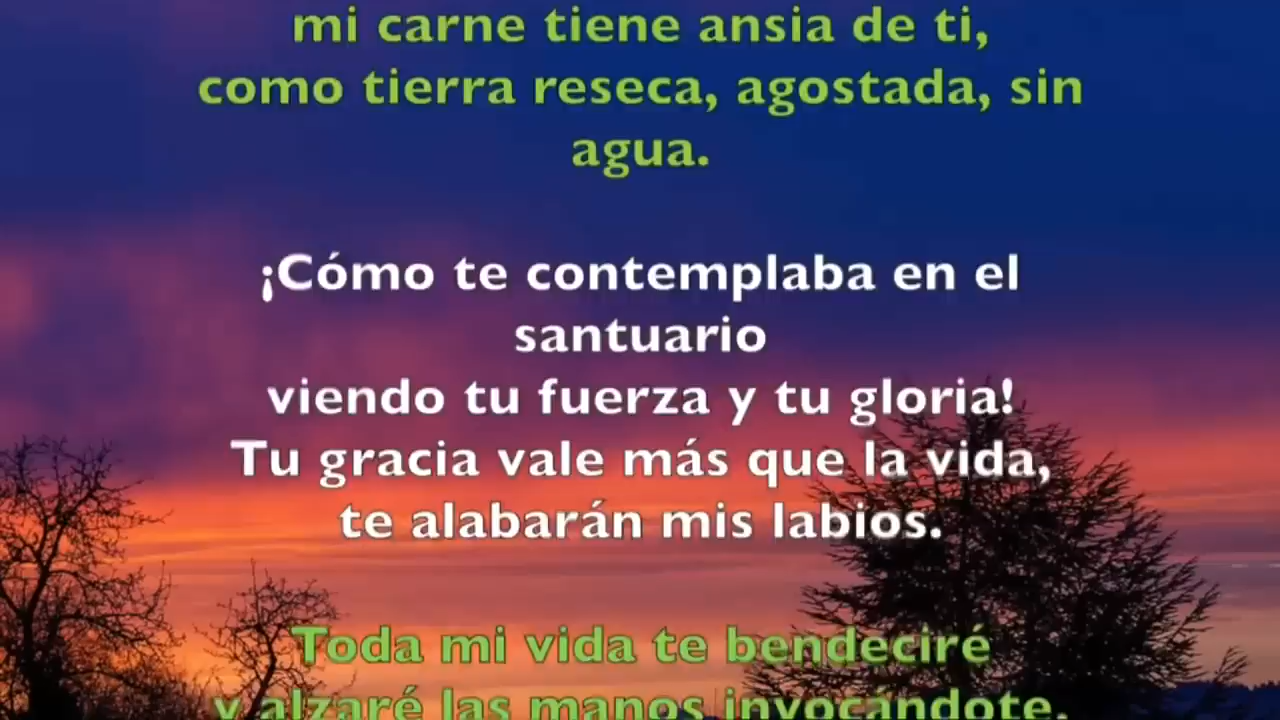 mi carne tiene ansia de ti,
como tierra reseca, agostada, sin
agua.
¡Cómo te contemplaba en el
santuario
viendo tu fuerza y tu gloria!
Tu gracia vale más que la vida,
te alabarán mis labios.
Toda mi vida te bendeciré
y alzaré las manos invocándote.